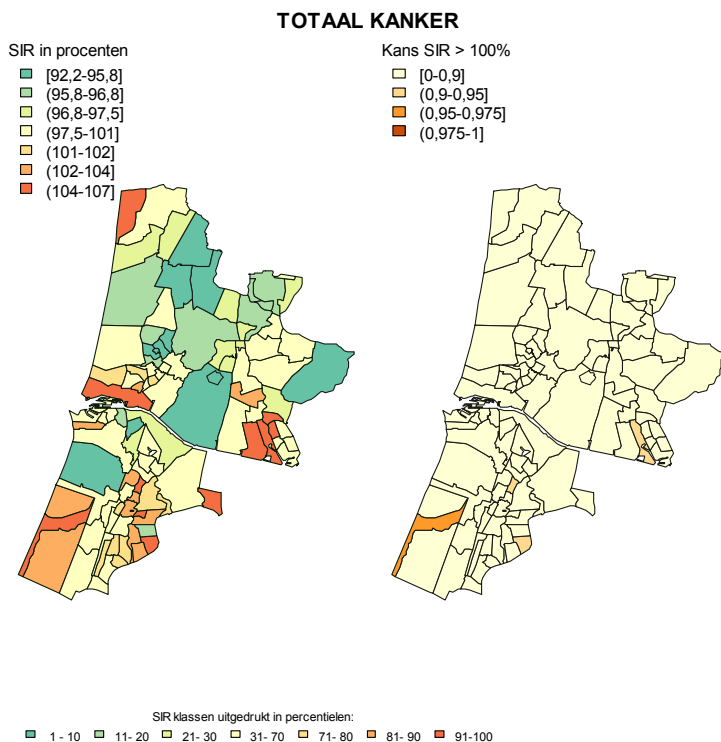 TOTAAL KANKER
SIR in procenten
[92,2-95,8]
(95,8-96,8]
(96,8-97,5]
(97,5-101]
(101-102]
(102-104]
(104-107]
Kans SIR > 100%
[0-0,9]
(0,9-0,95]
(0,95-0,975]
(0,975-1]
SIR klassen uitgedrukt in percentielen:
1 - 10 11- 20 21- 30 31- 70 71- 80 81- 90 91-100